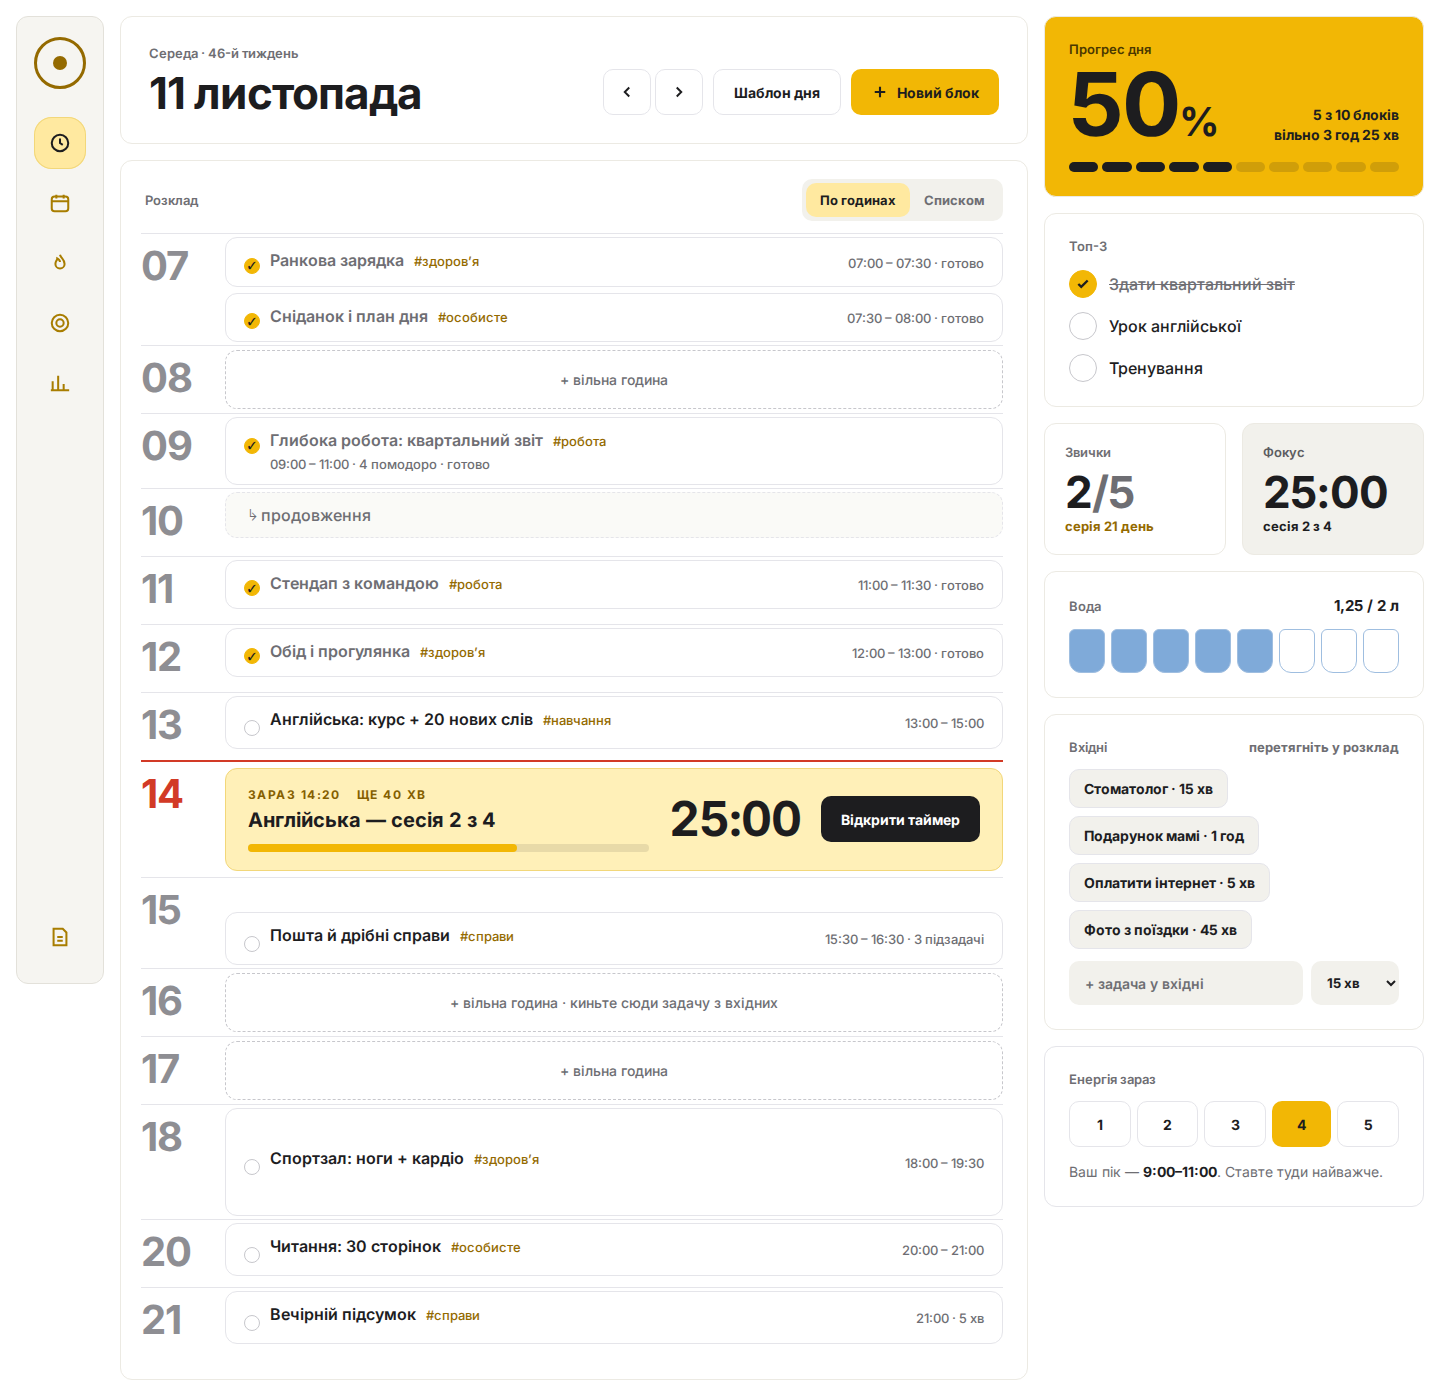 Середа · 46-й тиждень
11 листопада
Шаблон дня
+ Новий блок
Розклад
По годинах
Списком
07
Ранкова зарядка #здоров’я
07:00 – 07:30 · готово
Сніданок і план дня #особисте
07:30 – 08:00 · готово
08
+ вільна година
09
Глибока робота: квартальний звіт #робота
09:00 – 11:00 · 4 помодоро · готово
10
↳ продовження
11
Стендап з командою #робота
11:00 – 11:30 · готово
12
Обід і прогулянка #здоров’я
12:00 – 13:00 · готово
13
Англійська: курс + 20 нових слів #навчання
13:00 – 15:00
14
ЗАРАЗ 14:20 ЩЕ 40 ХВ
Англійська — сесія 2 з 4
25:00
Відкрити таймер
15
Пошта й дрібні справи #справи
15:30 – 16:30 · 3 підзадачі
16
+ вільна година · киньте сюди задачу з вхідних
17
+ вільна година
18
Спортзал: ноги + кардіо #здоров’я
18:00 – 19:30
20
Читання: 30 сторінок #особисте
20:00 – 21:00
21
Вечірній підсумок #справи
21:00 · 5 хв
Прогрес дня
50%
5 з 10 блоків
вільно 3 год 25 хв
Топ-3
Здати квартальний звіт
Урок англійської
Тренування
Звички
2/5
серія 21 день
Фокус
25:00
сесія 2 з 4
Вода
1,25 / 2 л
Вхідні
перетягніть у розклад
Стоматолог · 15 хв
Подарунок мамі · 1 год
Оплатити інтернет · 5 хв
Фото з поїздки · 45 хв
+ задача у вхідні
15 хв
Енергія зараз
1
2
3
4
5
Ваш пік — 9:00–11:00. Ставте туди найважче.